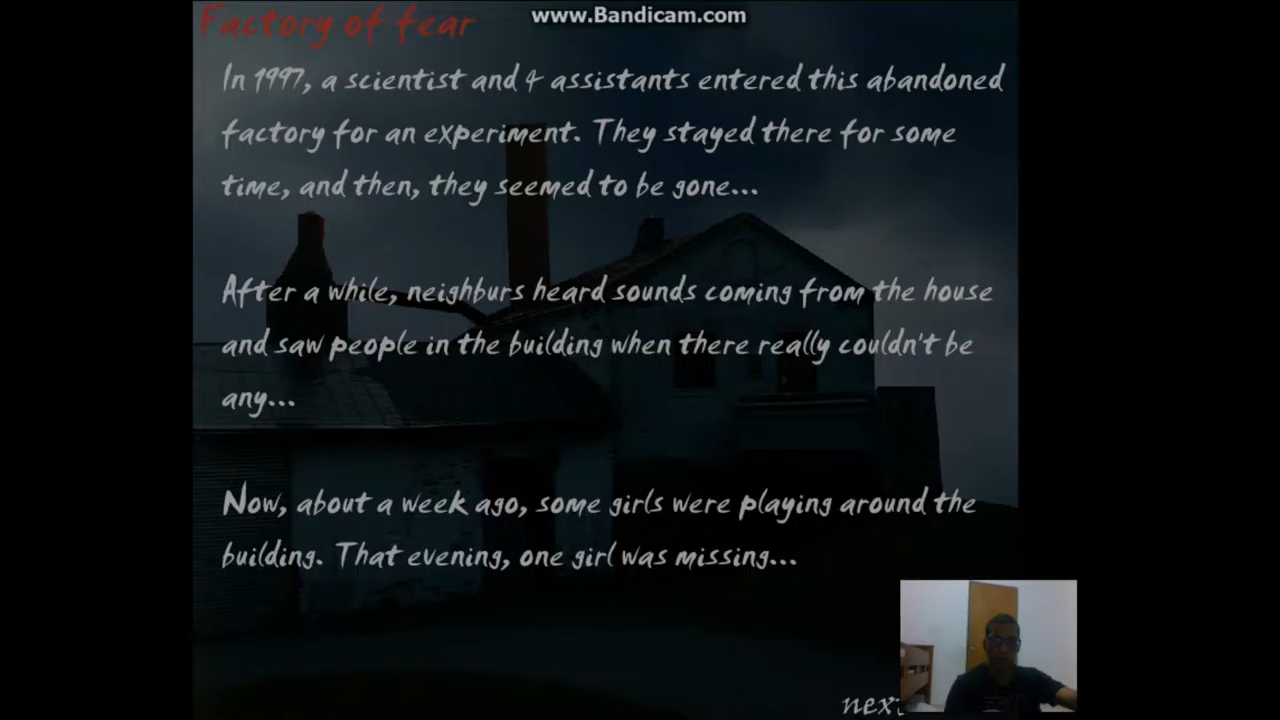 www.Bandicam.com
Factory of fear
In 1997, a scientist and 4 assistants entered this abandoned
factory for an experiment. They stayed there for some
time, and then, they seemed to be gone...
After a while, neighburs heard sounds coming from the house
and saw people in the building when there really couldn't be
any...
Now, about a week ago, some girls were playing around the
building. That evening, one girl was missing...